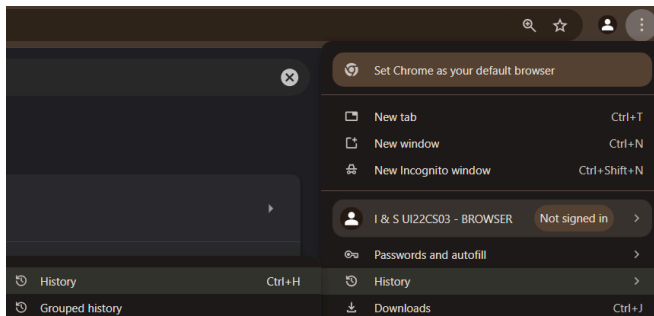 Set Chrome as your default browser
New tab Ctrl+T
New window Ctrl+N
New Incognito window Ctrl+Shift+N
I & S UI22CS03 - BROWSER Not signed in
Passwords and autofill
History Ctrl+H
History
Grouped history
Downloads Ctrl+J